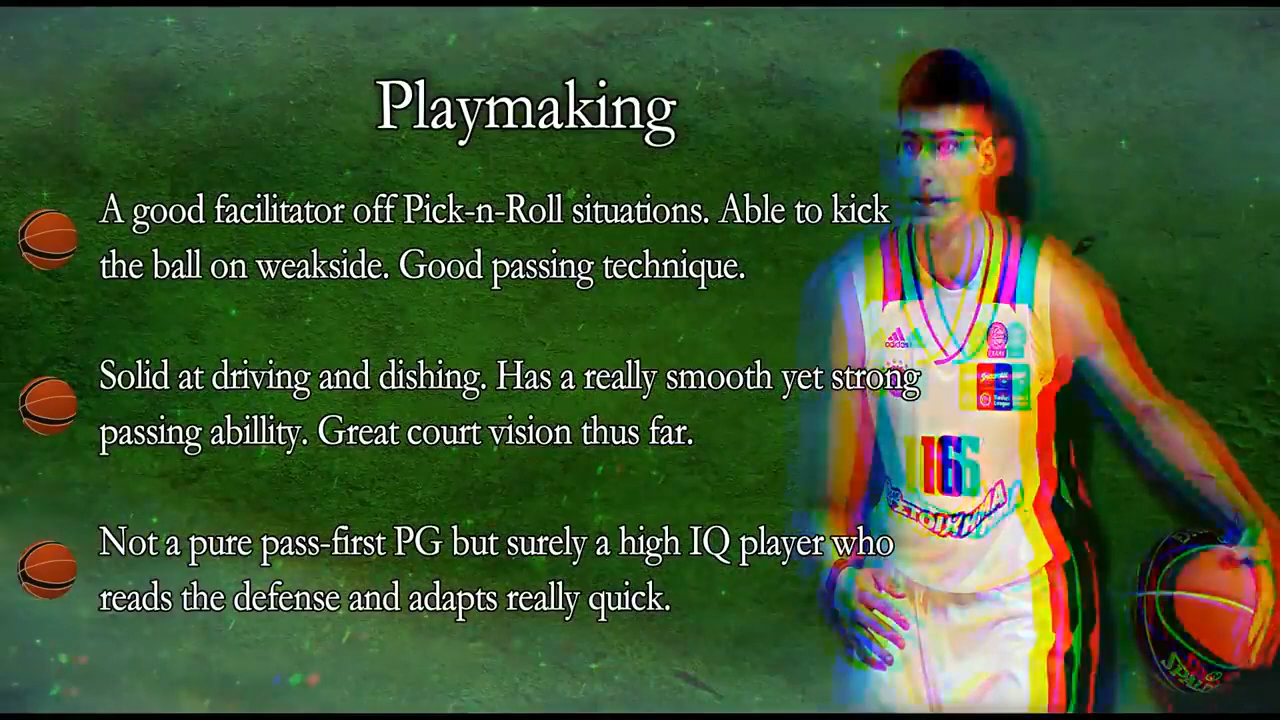 Playmaking
A good facilitator off Pick-n-Roll situations. Able to kick
the ball on weakside. Good passing technique.
Solid at driving and dishing. Has a really smooth yet strong
passing abillity. Great court vision thus far.
Not a pure pass-first PG but surely a high IQ player who
reads the defense and adapts really quick.
adidas